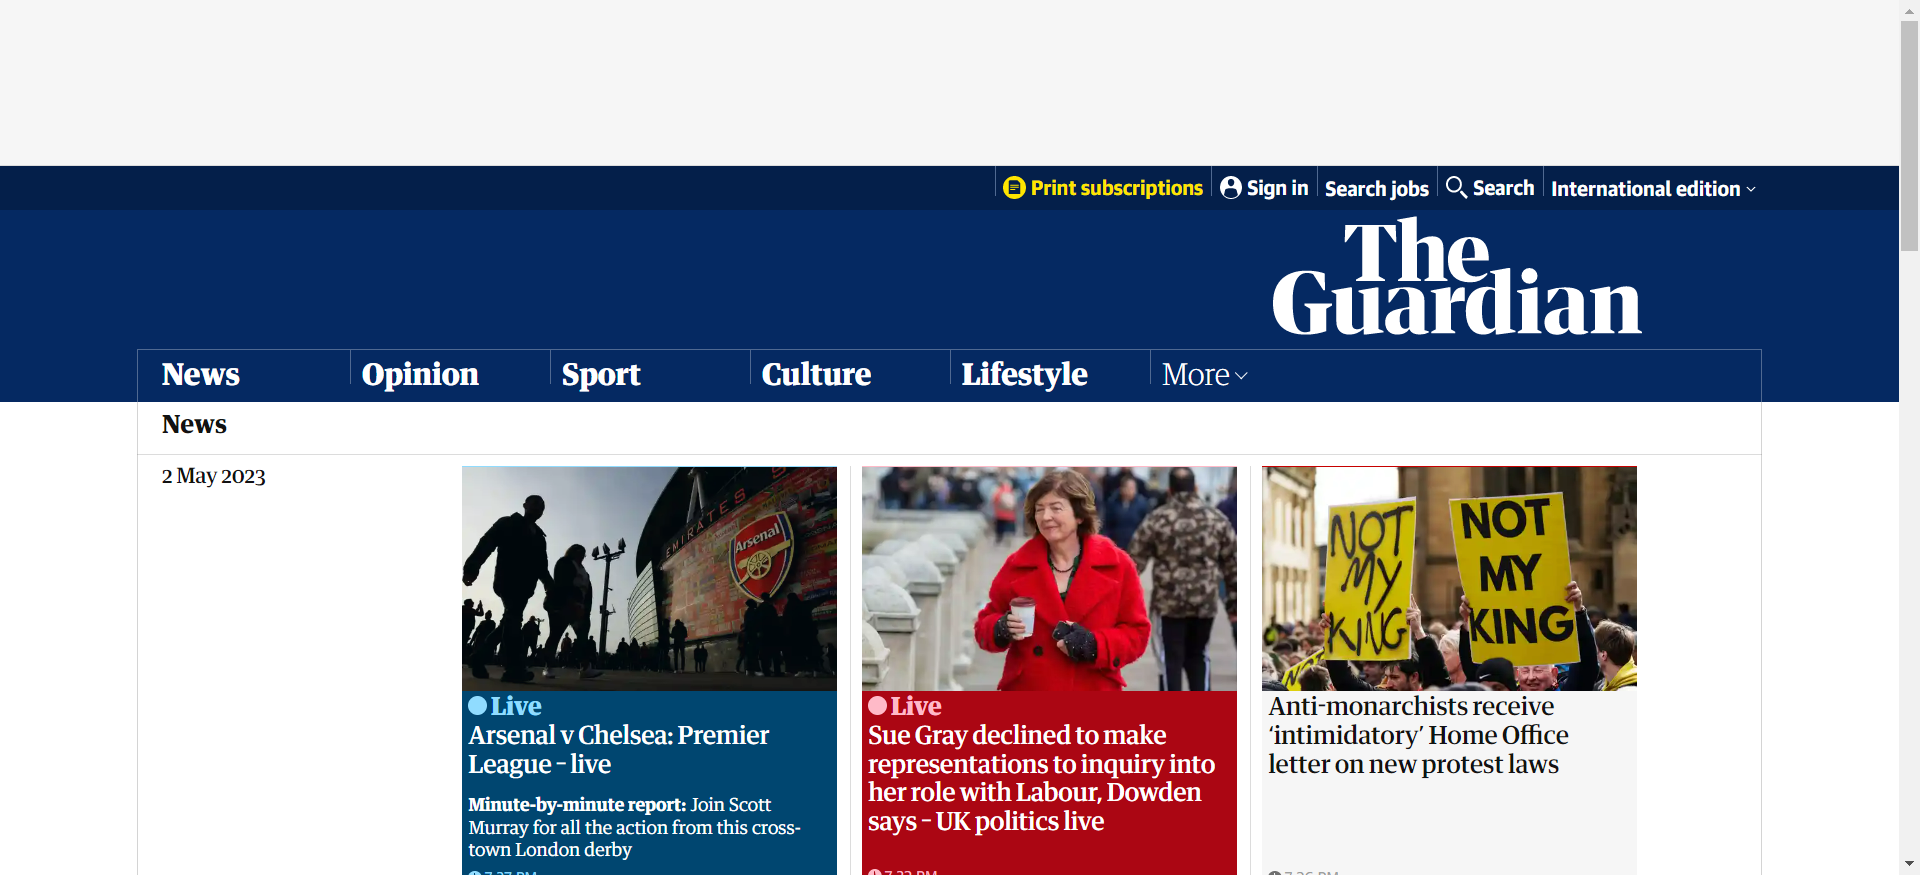 Print subscriptions
Sign in
Search jobs
Search
International edition
The
Guardian
News
Opinion
Sport
Culture
Lifestyle
More
News
2 May 2023
EMIRATES
Arsenal
Live
Arsenal v Chelsea: Premier
League – live
Minute-by-minute report: Join Scott
Murray for all the action from this cross-
town London derby
Live
Sue Gray declined to make
representations to inquiry into
her role with Labour, Dowden
says – UK politics live
NOT
MY
KING
NOT
MY
KING
NOT
Anti-monarchists receive
‘intimidatory’ Home Office
letter on new protest laws